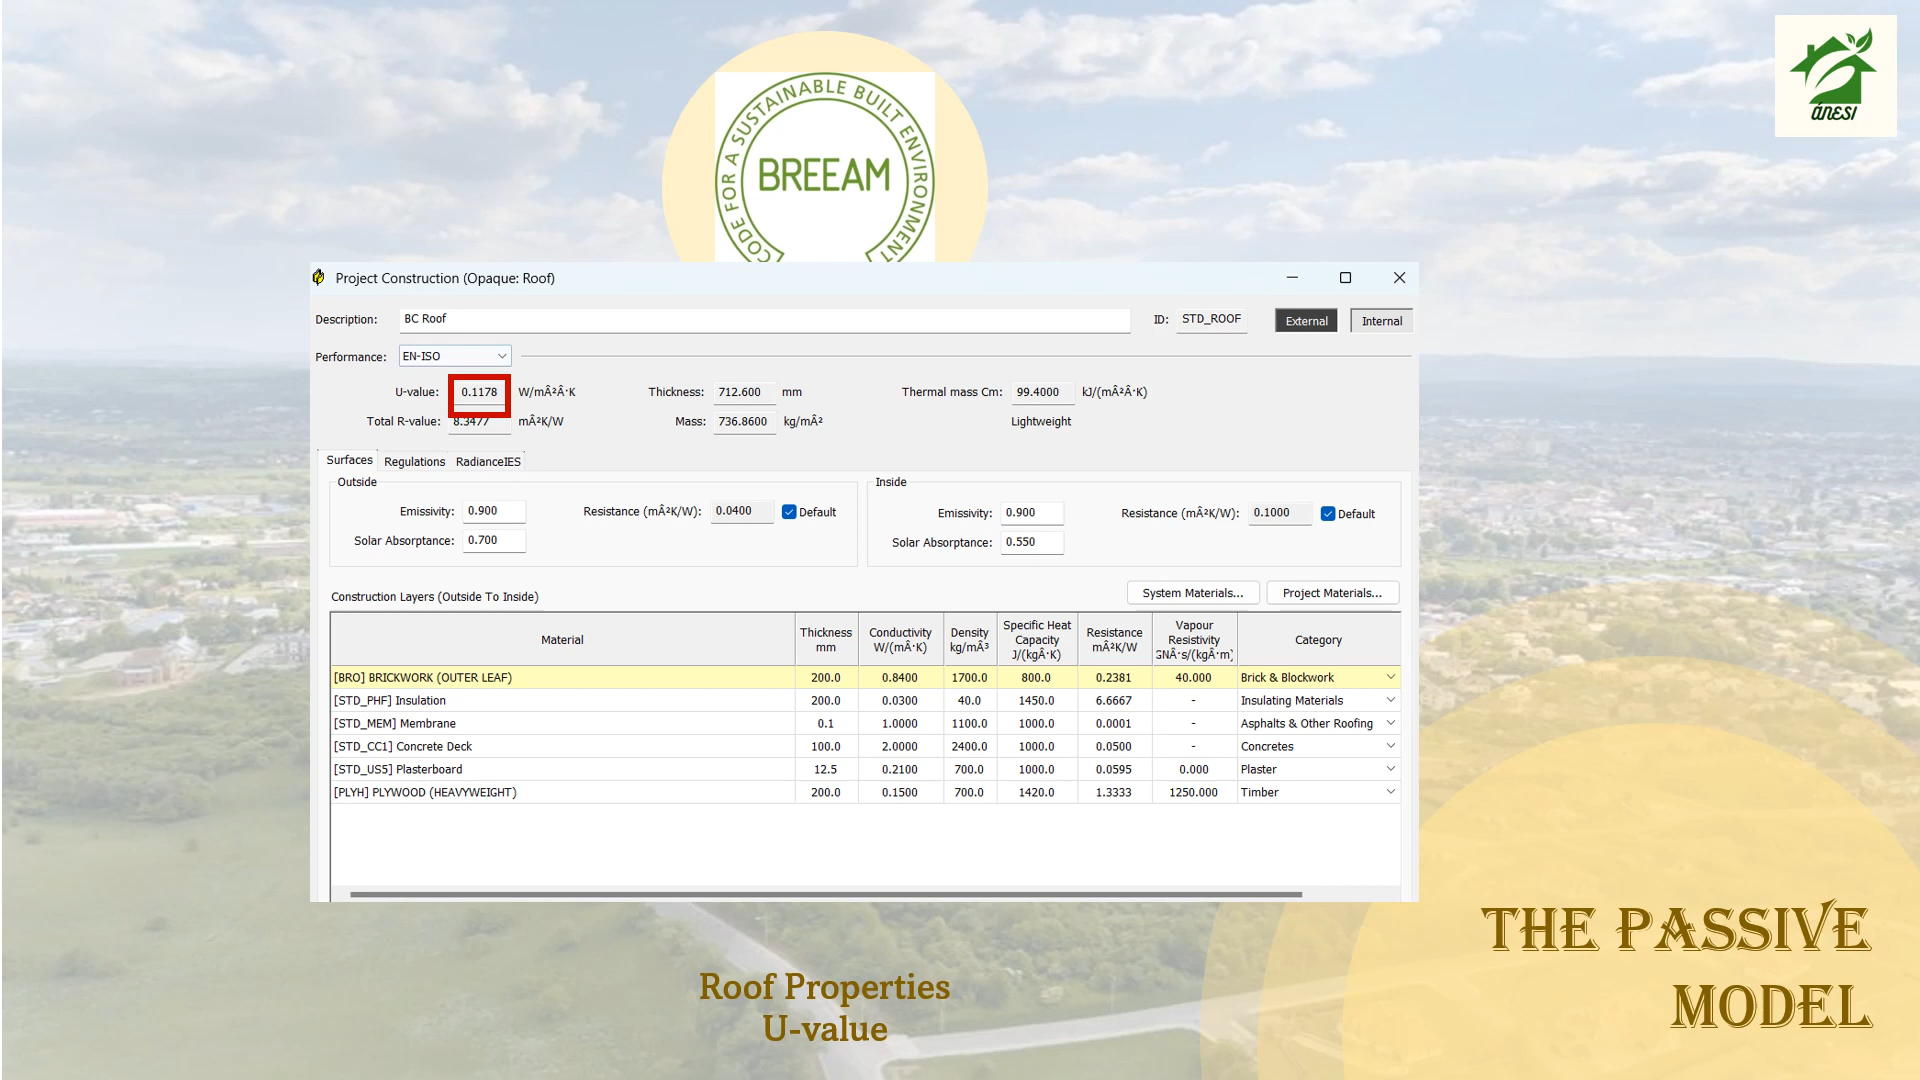 CODE FOR A SUSTAINABLE BUILT ENVIRONMENT
BREEAM
ÁNESI
Project Construction (Opaque: Roof)
Description: BC Roof ID: STD_ROOF External Internal
Performance: EN-ISO
U-value: 0.1178 W/mÂ²Â·K Thickness: 712.600 mm Thermal mass Cm: 99.4000 kJ/(mÂ²Â·K)
Total R-value: 8.3477 mÂ²K/W Mass: 736.8600 kg/mÂ² Lightweight
Surfaces Regulations RadianceIES
Outside Inside
Emissivity: 0.900 Resistance (mÂ²K/W): 0.0400 Default Emissivity: 0.900 Resistance (mÂ²K/W): 0.1000 Default
Solar Absorptance: 0.700 Solar Absorptance: 0.550
Construction Layers (Outside To Inside) System Materials... Project Materials...
Material Thickness mm Conductivity W/(mÂ·K) Density kg/mÂ³ Specific Heat Capacity J/(kgÂ·K) Resistance mÂ²K/W Vapour Resistivity GNÂ·s/(kgÂ·m) Category
[BRO] BRICKWORK (OUTER LEAF) 200.0 0.8400 1700.0 800.0 0.2381 40.000 Brick & Blockwork
[STD_PHF] Insulation 200.0 0.0300 40.0 1450.0 6.6667 - Insulating Materials
[STD_MEM] Membrane 0.1 1.0000 1100.0 1000.0 0.0001 - Asphalts & Other Roofing
[STD_CC1] Concrete Deck 100.0 2.0000 2400.0 1000.0 0.0500 - Concretes
[STD_US5] Plasterboard 12.5 0.2100 700.0 1000.0 0.0595 0.000 Plaster
[PLYH] PLYWOOD (HEAVYWEIGHT) 200.0 0.1500 700.0 1420.0 1.3333 1250.000 Timber
THE PASSIVE
MODEL
Roof Properties
U-value